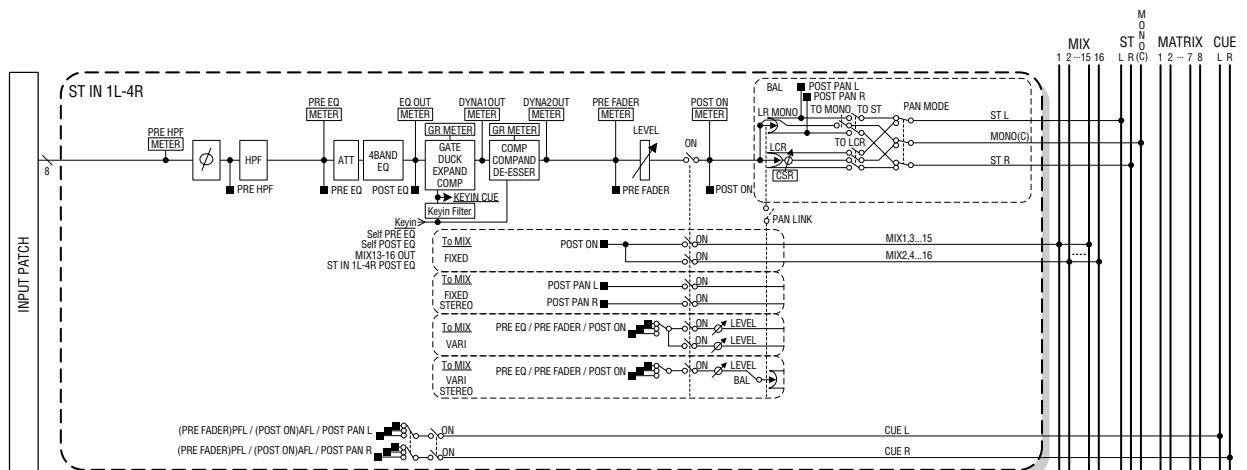 MIX
ST
MONO(C)
MATRIX
CUE
1 2 ... 15 16
L R
1 2 ... 7 8
L R
INPUT PATCH
8
ST IN 1L-4R
PRE HPF
METER
PRE HPF
HPF
PRE EQ
METER
ATT
PRE EQ
4BAND
EQ
EQ OUT
METER
POST EQ
DYNA1OUT
METER
GR METER
GATE
DUCK
EXPAND
COMP
KEYIN CUE
Keyin Filter
DYNA2OUT
METER
GR METER
COMP
COMPAND
DE-ESSER
PRE FADER
METER
LEVEL
PRE FADER
ON
POST ON
METER
POST ON
BAL
POST PAN L
POST PAN R
LR MONO
TO MONO
TO ST
PAN MODE
LCR
TO LCR
CSR
ST L
MONO(C)
ST R
PAN LINK
Keyin
Self PRE EQ
Self POST EQ
MIX13-16 OUT
ST IN 1L-4R POST EQ
To MIX
FIXED
POST ON
ON
ON
MIX1,3...15
MIX2,4...16
To MIX
FIXED
STEREO
POST PAN L
POST PAN R
ON
ON
To MIX
VARI
PRE EQ / PRE FADER / POST ON
ON
LEVEL
ON
LEVEL
To MIX
VARI
STEREO
PRE EQ / PRE FADER / POST ON
ON
LEVEL
BAL
(PRE FADER)PFL / (POST ON)AFL / POST PAN L
ON
CUE L
(PRE FADER)PFL / (POST ON)AFL / POST PAN R
ON
CUE R